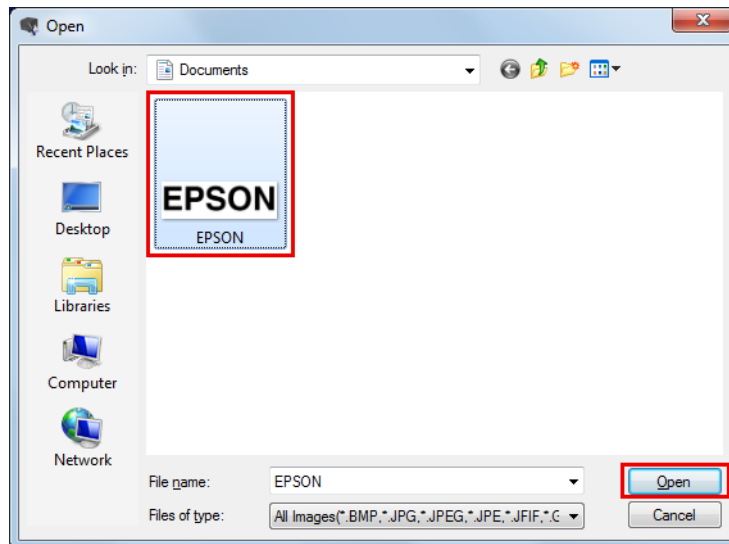 Open
Look in:
Documents
Recent Places
Desktop
Libraries
Computer
Network
EPSON
EPSON
File name:
EPSON
Open
Files of type:
All Images(*.BMP,*.JPG,*.JPEG,*.JPE,*.JFIF,*.G
Cancel